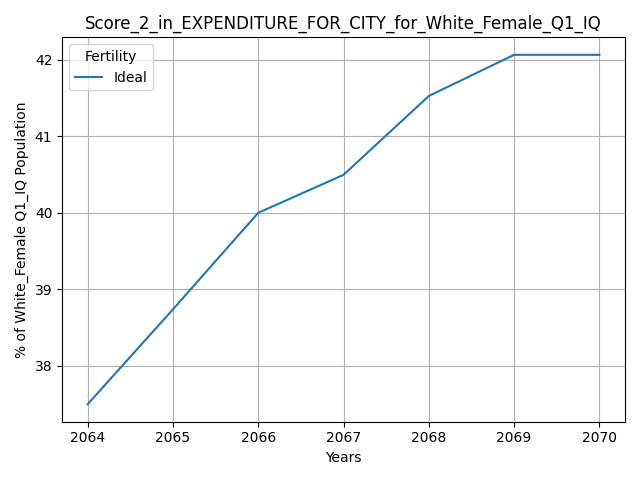 Score_2_in_EXPENDITURE_FOR_CITY_for_White_Female_Q1_IQ
Fertility
Ideal
% of White_Female Q1_IQ Population
42
41
40
39
38
2064 2065 2066 2067 2068 2069 2070
Years